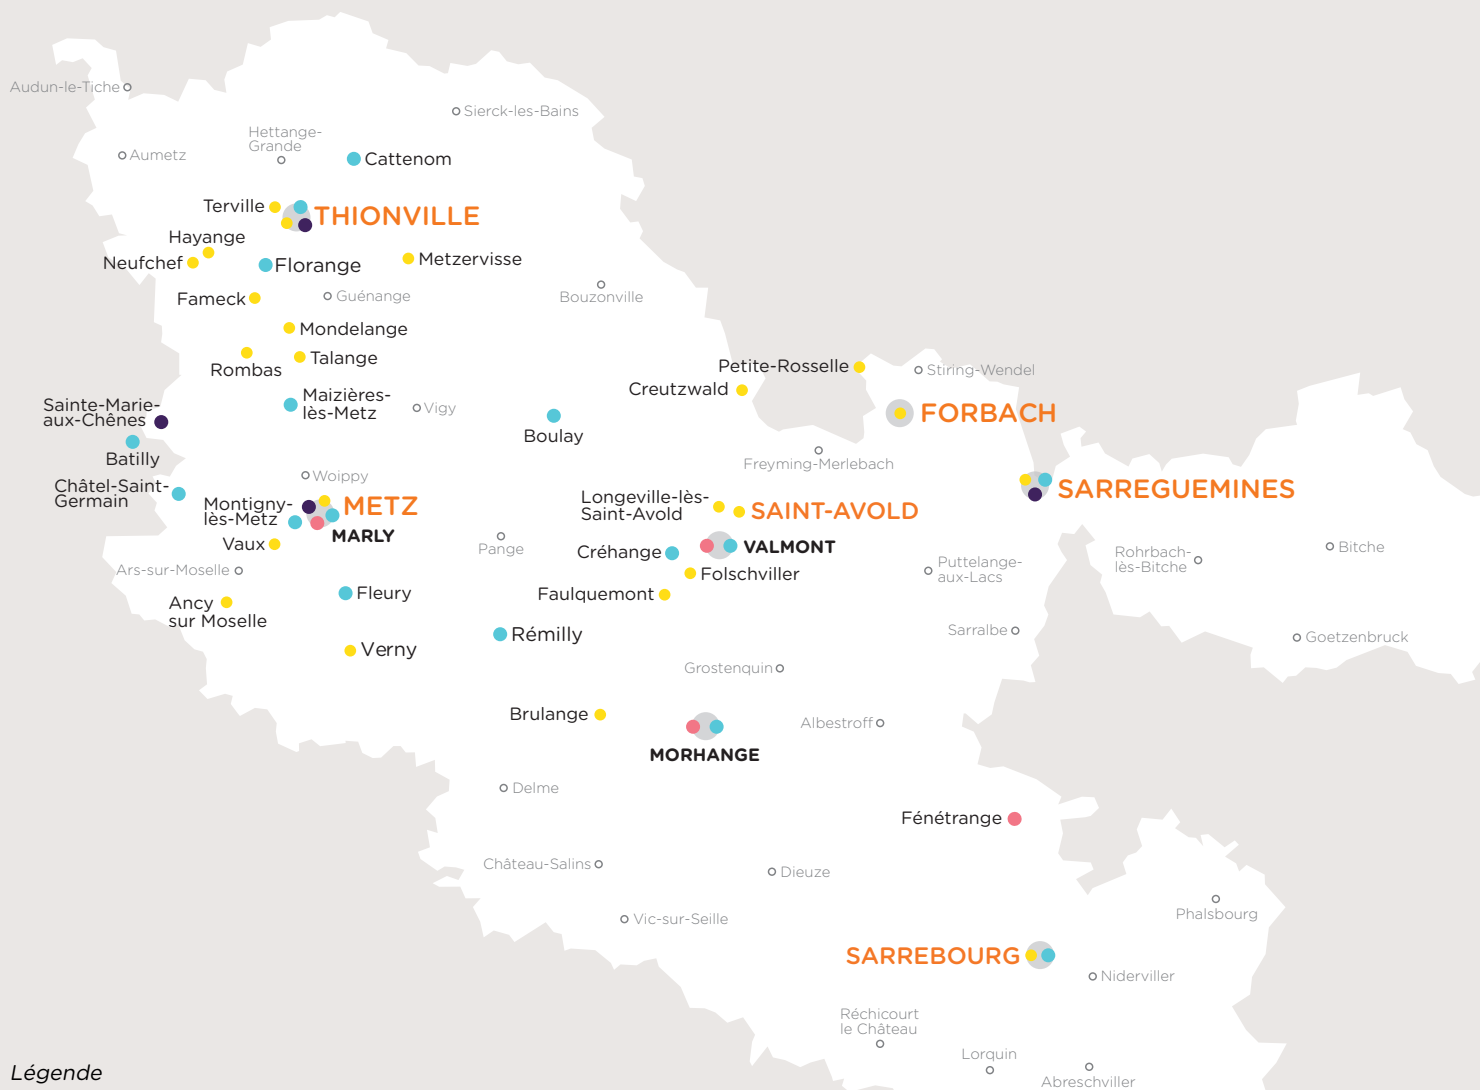 Audun-le-Tiche
Sierck-les-Bains
Hettange-
Grande
Aumetz
Cattenom
Terville
THIONVILLE
Hayange
Neufchef
Florange
Metzervisse
Fameck
Guénange
Bouzonville
Mondelange
Talange
Rombas
Petite-Rosselle
Stiring-Wendel
Creutzwald
Maizières-
lès-Metz
Vigy
Sainte-Marie-
aux-Chênes
FORBACH
Boulay
Batilly
Freyming-Merlebach
Woippy
Châtel-Saint-
Germain
SARREGUEMINES
Montigny-
lès-Metz
METZ
MARLY
Longeville-lès-
Saint-Avold
SAINT-AVOLD
Vaux
Pange
Créhange
VALMONT
Rohrbach-
lès-Bitche
Bitche
Ars-sur-Moselle
Folschviller
Puttelange-
aux-Lacs
Fleury
Faulquemont
Ancy
sur Moselle
Rémilly
Sarralbe
Goetzenbruck
Verny
Grostenquin
Brulange
Albestroff
MORHANGE
Delme
Fénétrange
Château-Salins
Dieuze
Vic-sur-Seille
Phalsbourg
SARREBOURG
Niderviller
Réchicourt
le Château
Lorquin
Abreschviller
Légende